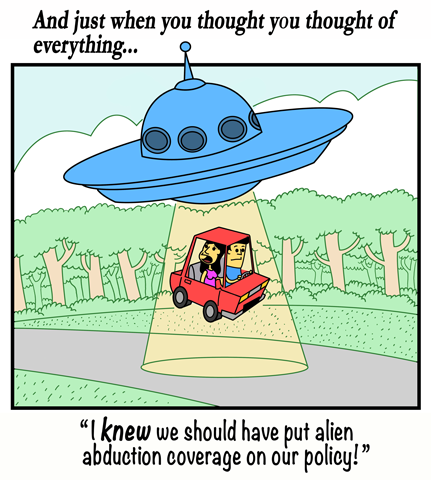 And just when you thought you thought of
everything...
“I knew we should have put alien
abduction coverage on our policy!”